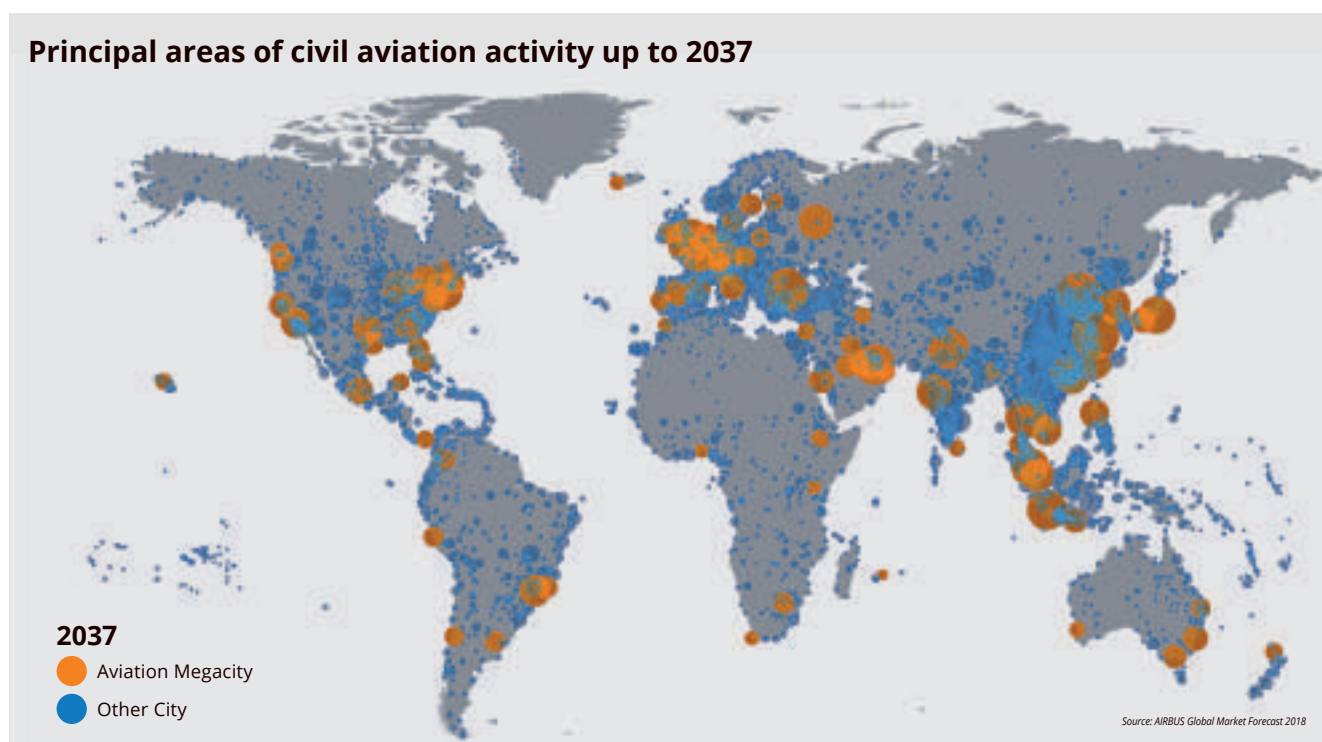 Principal areas of civil aviation activity up to 2037
2037
Aviation Megacity
Other City
Source: AIRBUS Global Market Forecast 2018